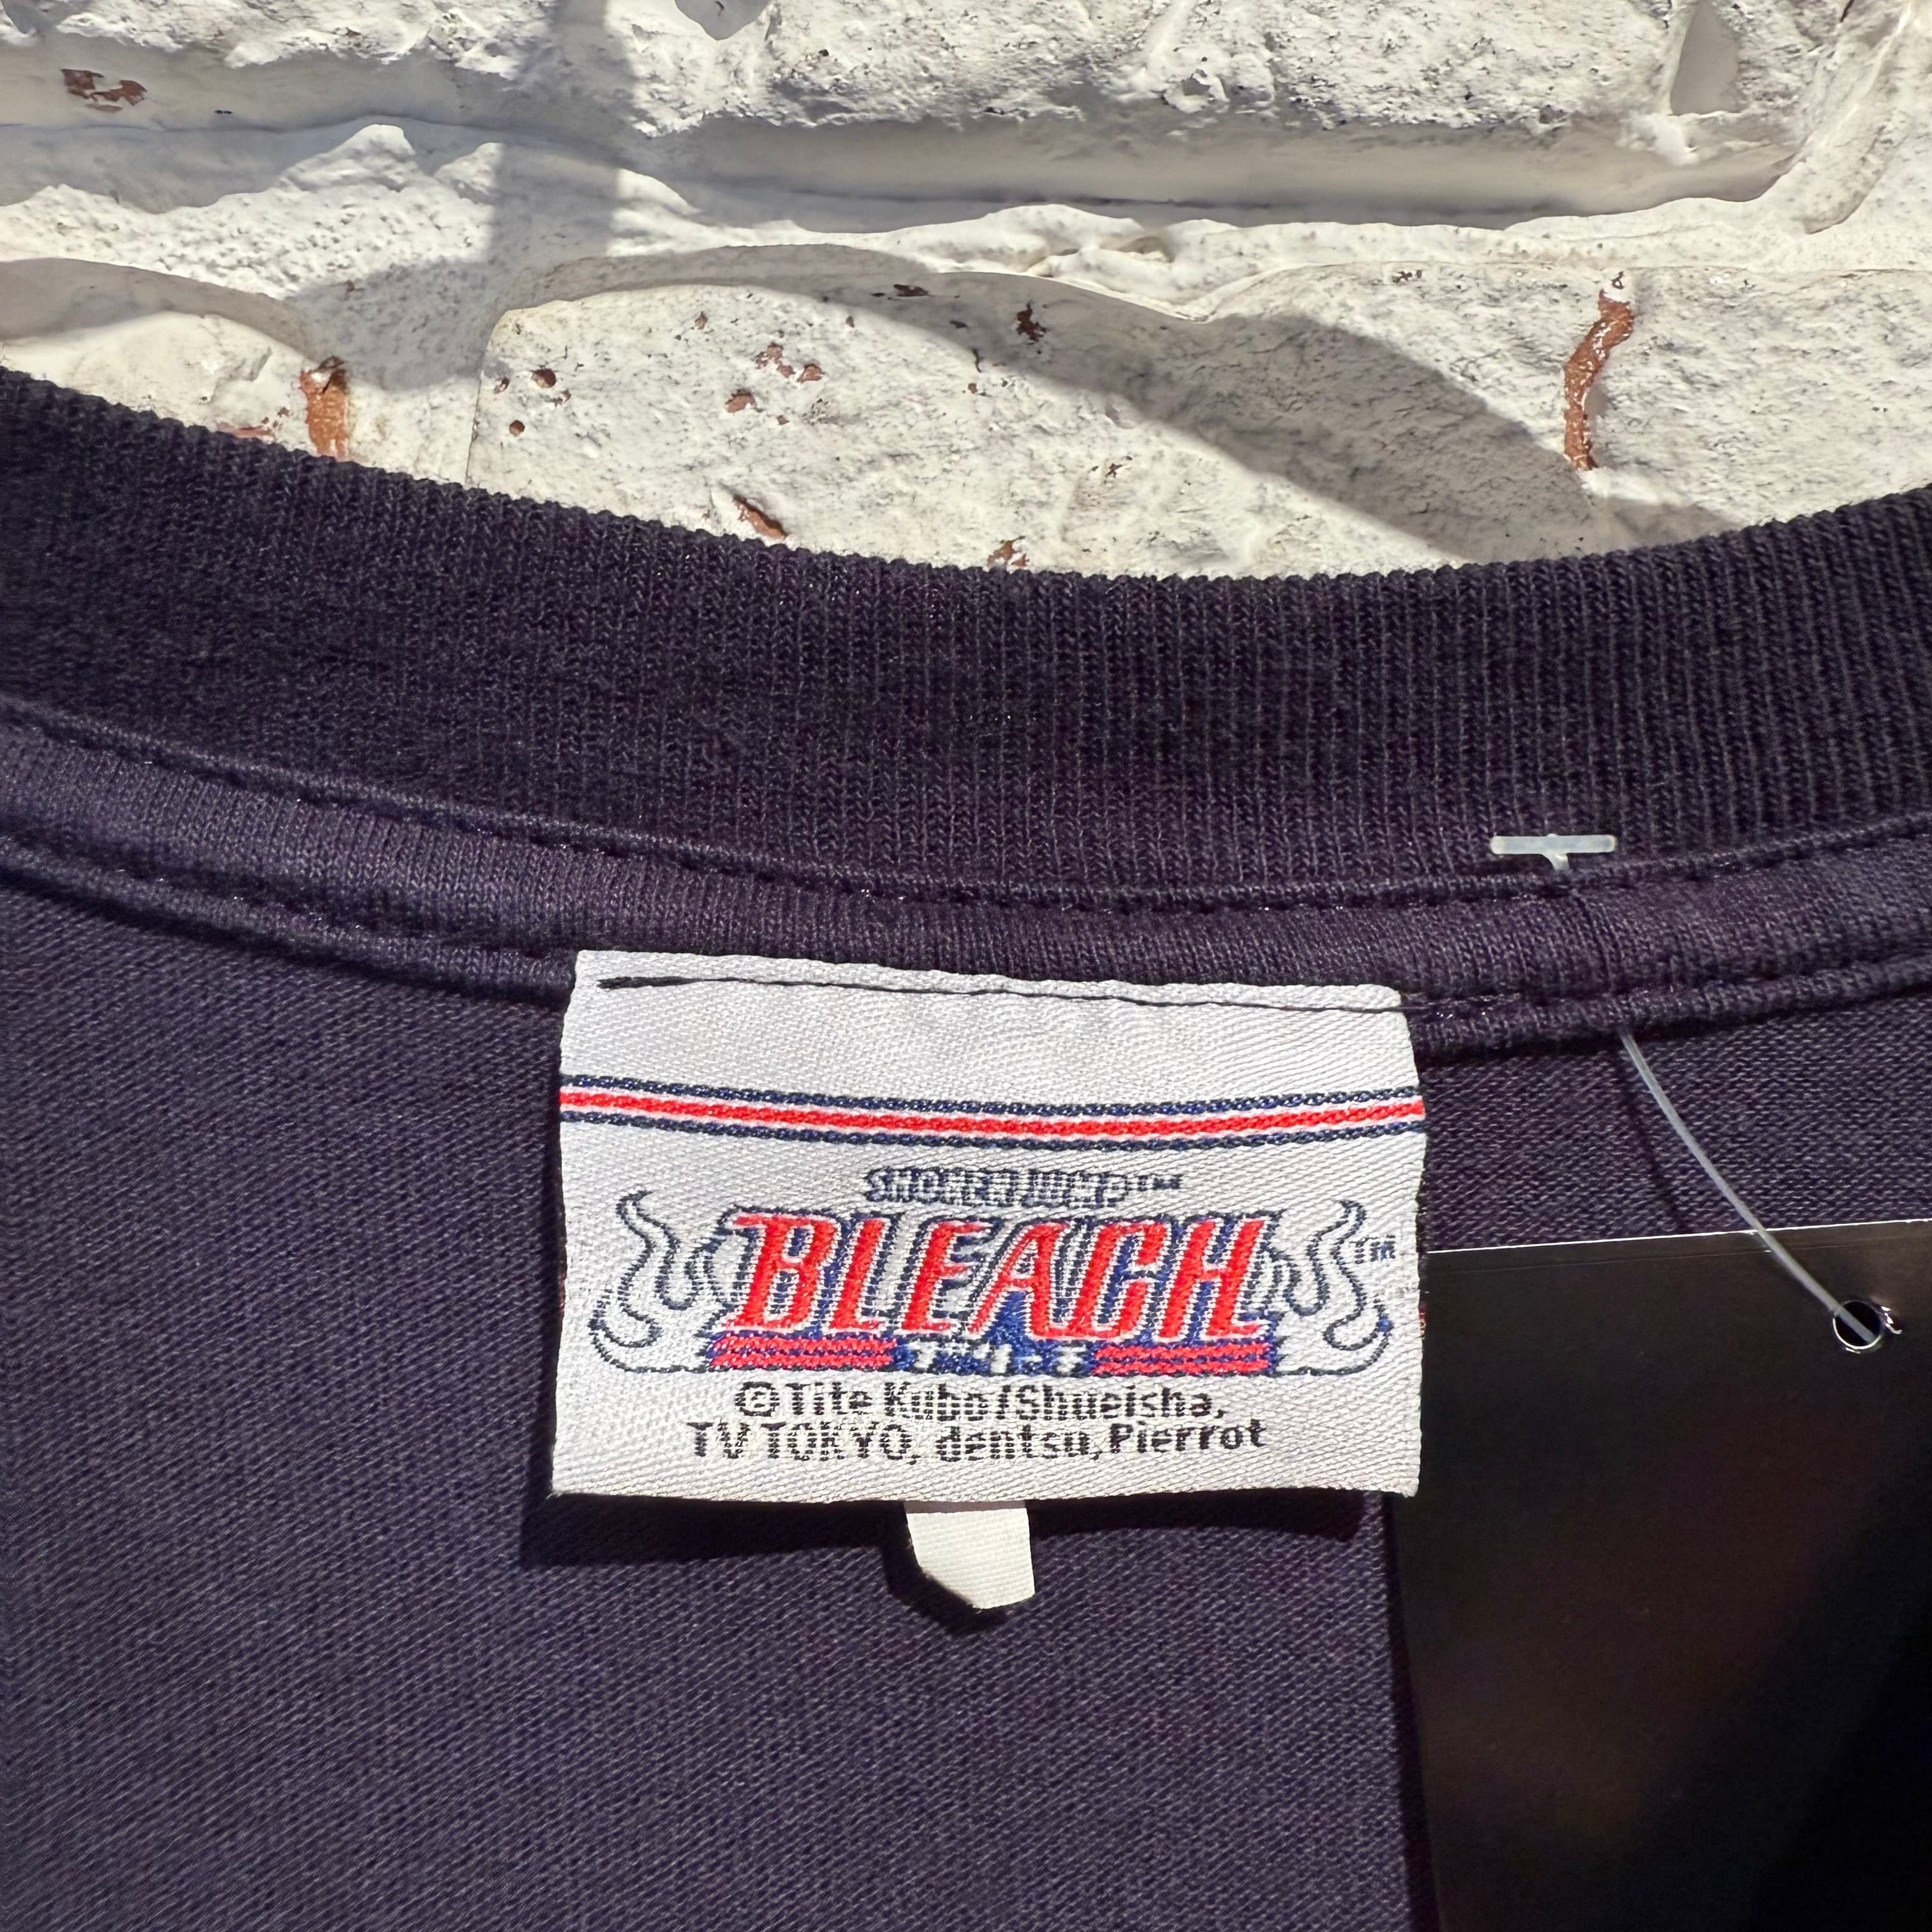 SHONEN JUMP™
BLEACH™
©Tite Kubo/Shueisha,
TV TOKYO, dentsu, Pierrot